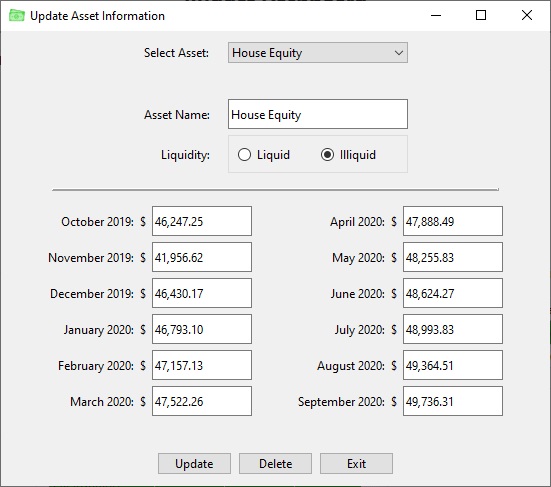 Update Asset Information
Select Asset: House Equity
Asset Name: House Equity
Liquidity: Liquid Illiquid
October 2019: $ 46,247.25 April 2020: $ 47,888.49
November 2019: $ 41,956.62 May 2020: $ 48,255.83
December 2019: $ 46,430.17 June 2020: $ 48,624.27
January 2020: $ 46,793.10 July 2020: $ 48,993.83
February 2020: $ 47,157.13 August 2020: $ 49,364.51
March 2020: $ 47,522.26 September 2020: $ 49,736.31
Update Delete Exit